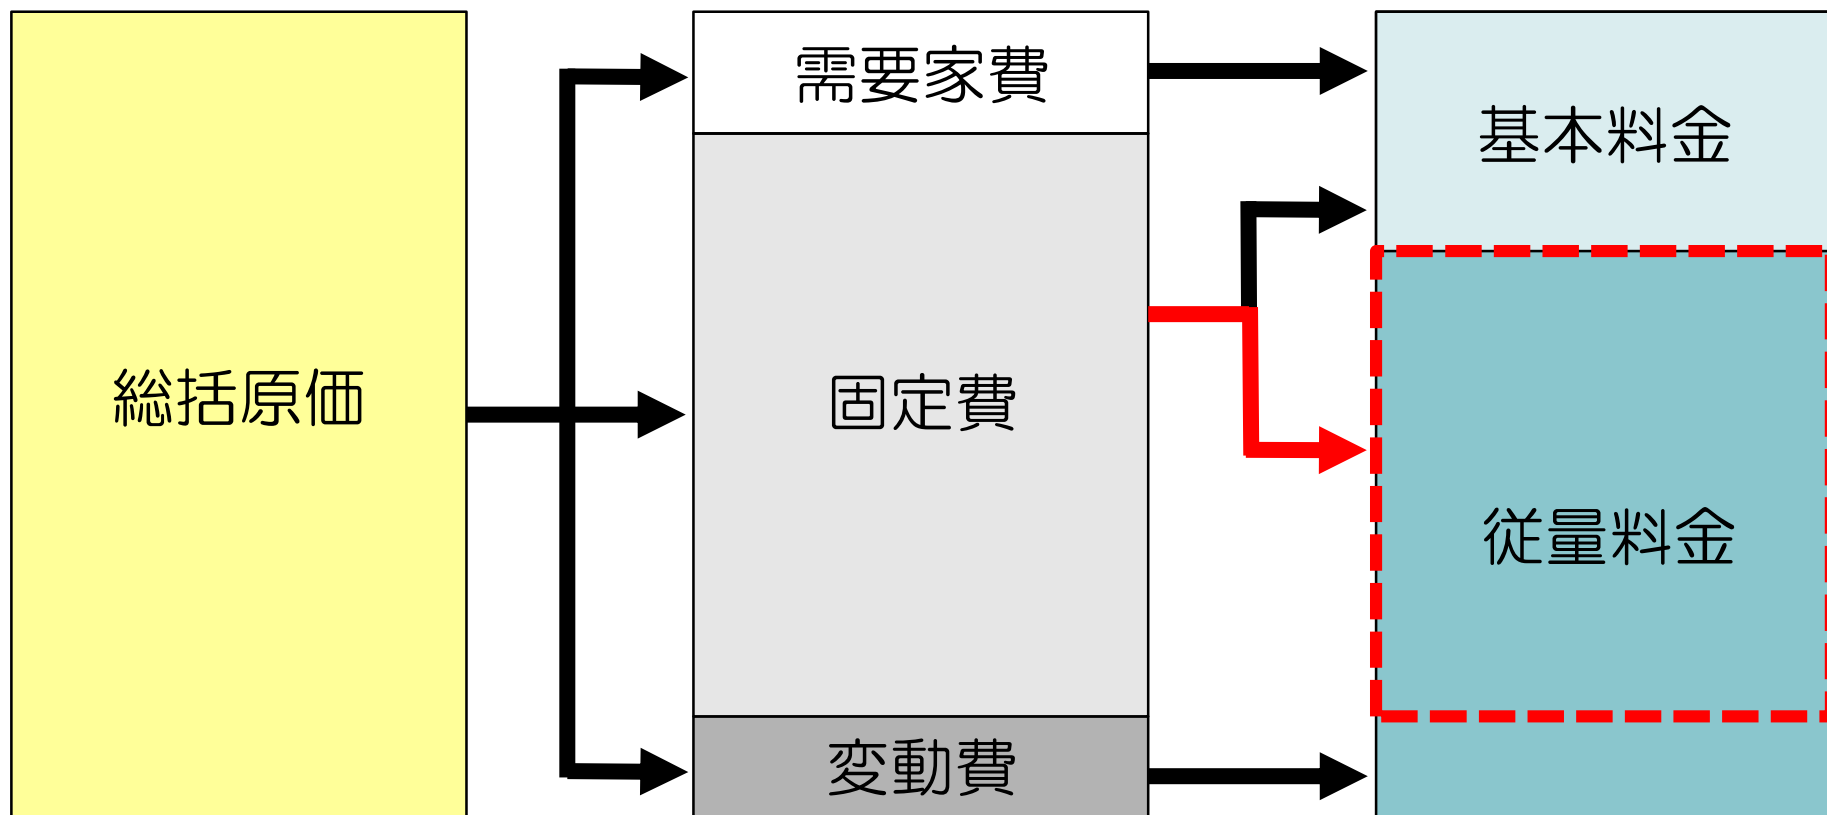 総括原価
需要家費
固定費
変動費
基本料金
従量料金